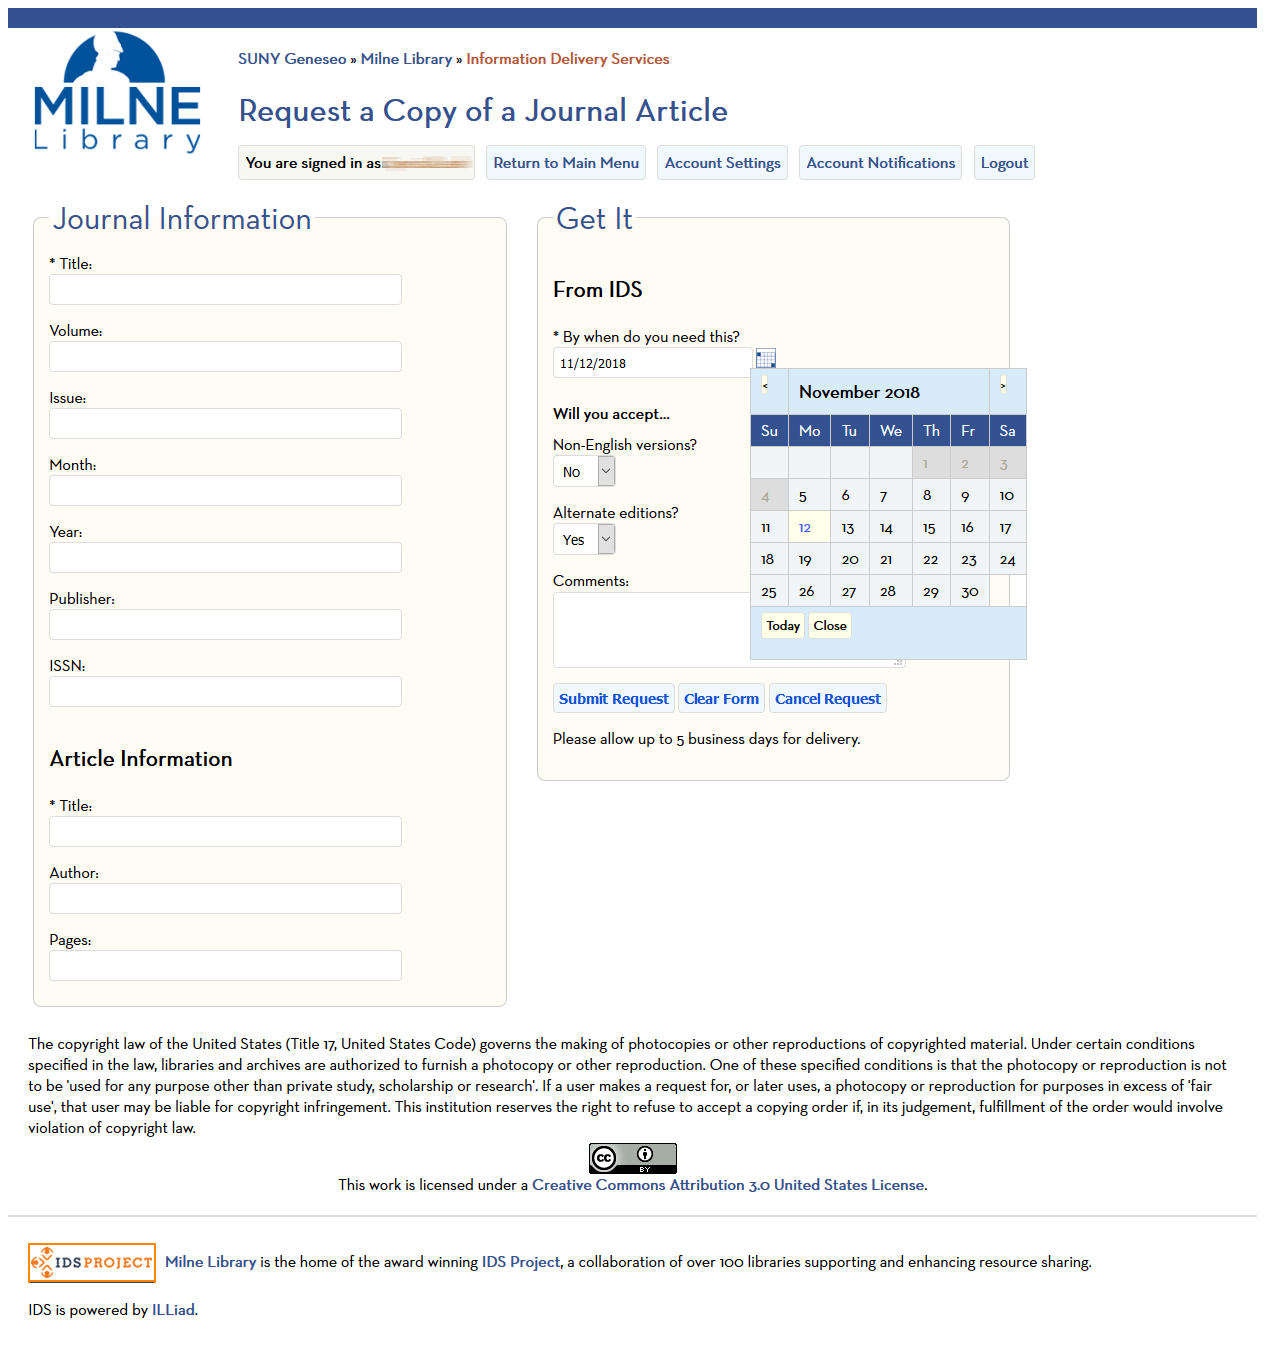 MILNE
Library
SUNY Geneseo » Milne Library » Information Delivery Services
Request a Copy of a Journal Article
You are signed in as
Return to Main Menu
Account Settings
Account Notifications
Logout
Journal Information
* Title:
Volume:
Issue:
Month:
Year:
Publisher:
ISSN:
Article Information
* Title:
Author:
Pages:
Get It
From IDS
* By when do you need this?
11/12/2018
< November 2018 >
Su Mo Tu We Th Fr Sa
1 2 3
4 5 6 7 8 9 10
11 12 13 14 15 16 17
18 19 20 21 22 23 24
25 26 27 28 29 30
Today Close
Will you accept...
Non-English versions?
No
Alternate editions?
Yes
Comments:
Submit Request Clear Form Cancel Request
Please allow up to 5 business days for delivery.
The copyright law of the United States (Title 17, United States Code) governs the making of photocopies or other reproductions of copyrighted material. Under certain conditions
specified in the law, libraries and archives are authorized to furnish a photocopy or other reproduction. One of these specified conditions is that the photocopy or reproduction is not
to be 'used for any purpose other than private study, scholarship or research'. If a user makes a request for, or later uses, a photocopy or reproduction for purposes in excess of 'fair
use', that user may be liable for copyright infringement. This institution reserves the right to refuse to accept a copying order if, in its judgement, fulfillment of the order would involve
violation of copyright law.
cc BY
This work is licensed under a Creative Commons Attribution 3.0 United States License.
IDS PROJECT
Milne Library is the home of the award winning IDS Project, a collaboration of over 100 libraries supporting and enhancing resource sharing.
IDS is powered by ILLiad.